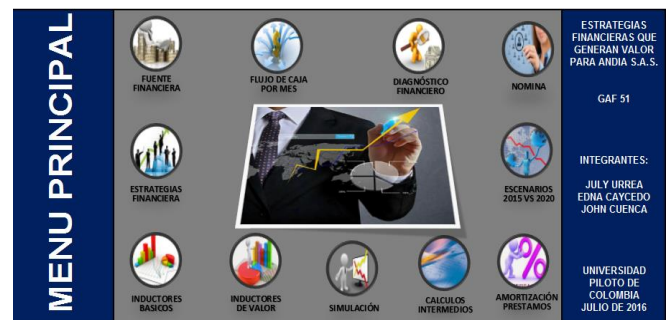 MENU PRINCIPAL
FUENTE
FINANCIERA
FLUJO DE CAJA
POR MES
DIAGNÓSTICO
FINANCIERO
NOMINA
ESTRATEGIAS
FINANCIERA
ESCENARIOS
2015 VS 2020
INDUCTORES
BASICOS
INDUCTORES
DE VALOR
SIMULACIÓN
CALCULOS
INTERMEDIOS
AMORTIZACIÓN
PRESTAMOS
ESTRATEGIAS
FINANCIERAS QUE
GENERAN VALOR
PARA ANDIA S.A.S.
GAF 51
INTEGRANTES:
JULY URREA
EDNA CAYCEDO
JOHN CUENCA
UNIVERSIDAD
PILOTO DE
COLOMBIA
JULIO DE 2016